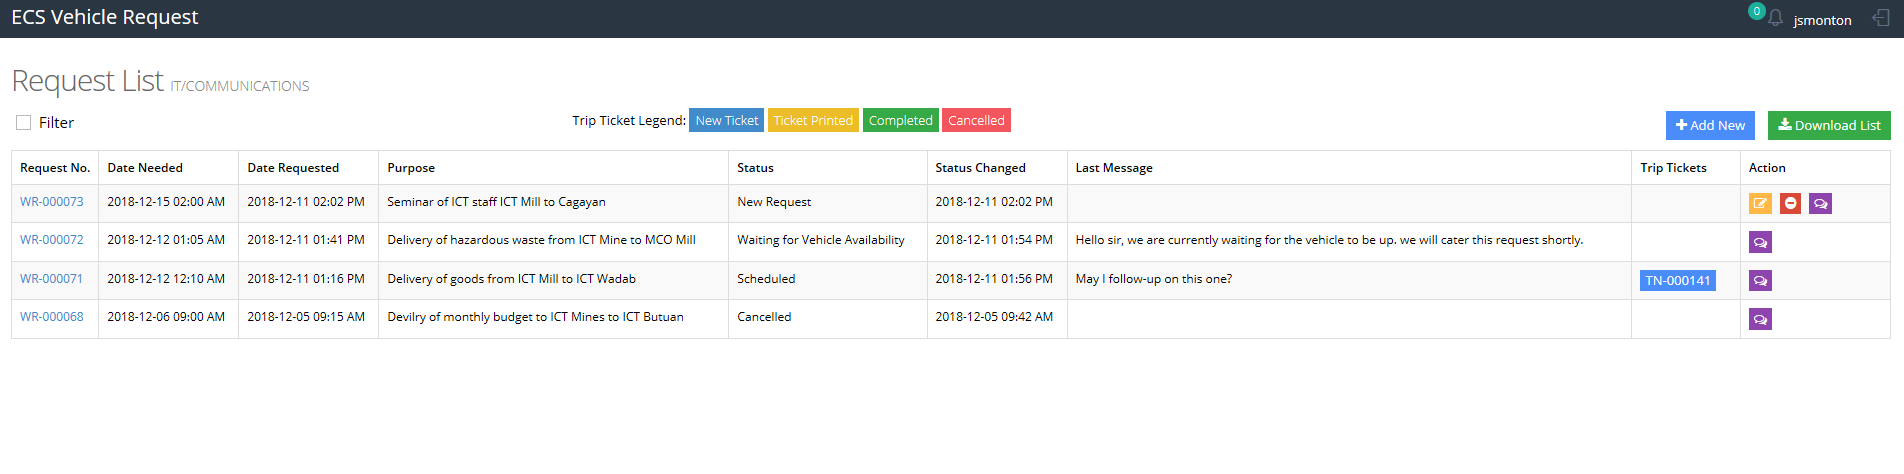 ECS Vehicle Request
0 jsmonton
Request List IT/COMMUNICATIONS
Filter Trip Ticket Legend: New Ticket Ticket Printed Completed Cancelled Add New Download List
Request No. Date Needed Date Requested Purpose Status Status Changed Last Message Trip Tickets Action
WR-000073 2018-12-15 02:00 AM 2018-12-11 02:02 PM Seminar of ICT staff ICT Mill to Cagayan New Request 2018-12-11 02:02 PM
WR-000072 2018-12-12 01:05 AM 2018-12-11 01:41 PM Delivery of hazardous waste from ICT Mine to MCO Mill Waiting for Vehicle Availability 2018-12-11 01:54 PM Hello sir, we are currently waiting for the vehicle to be up. we will cater this request shortly.
WR-000071 2018-12-12 12:10 AM 2018-12-11 01:16 PM Delivery of goods from ICT Mill to ICT Wadab Scheduled 2018-12-11 01:56 PM May I follow-up on this one? TN-000141
WR-000068 2018-12-06 09:00 AM 2018-12-05 09:15 AM Devilry of monthly budget to ICT Mines to ICT Butuan Cancelled 2018-12-05 09:42 AM